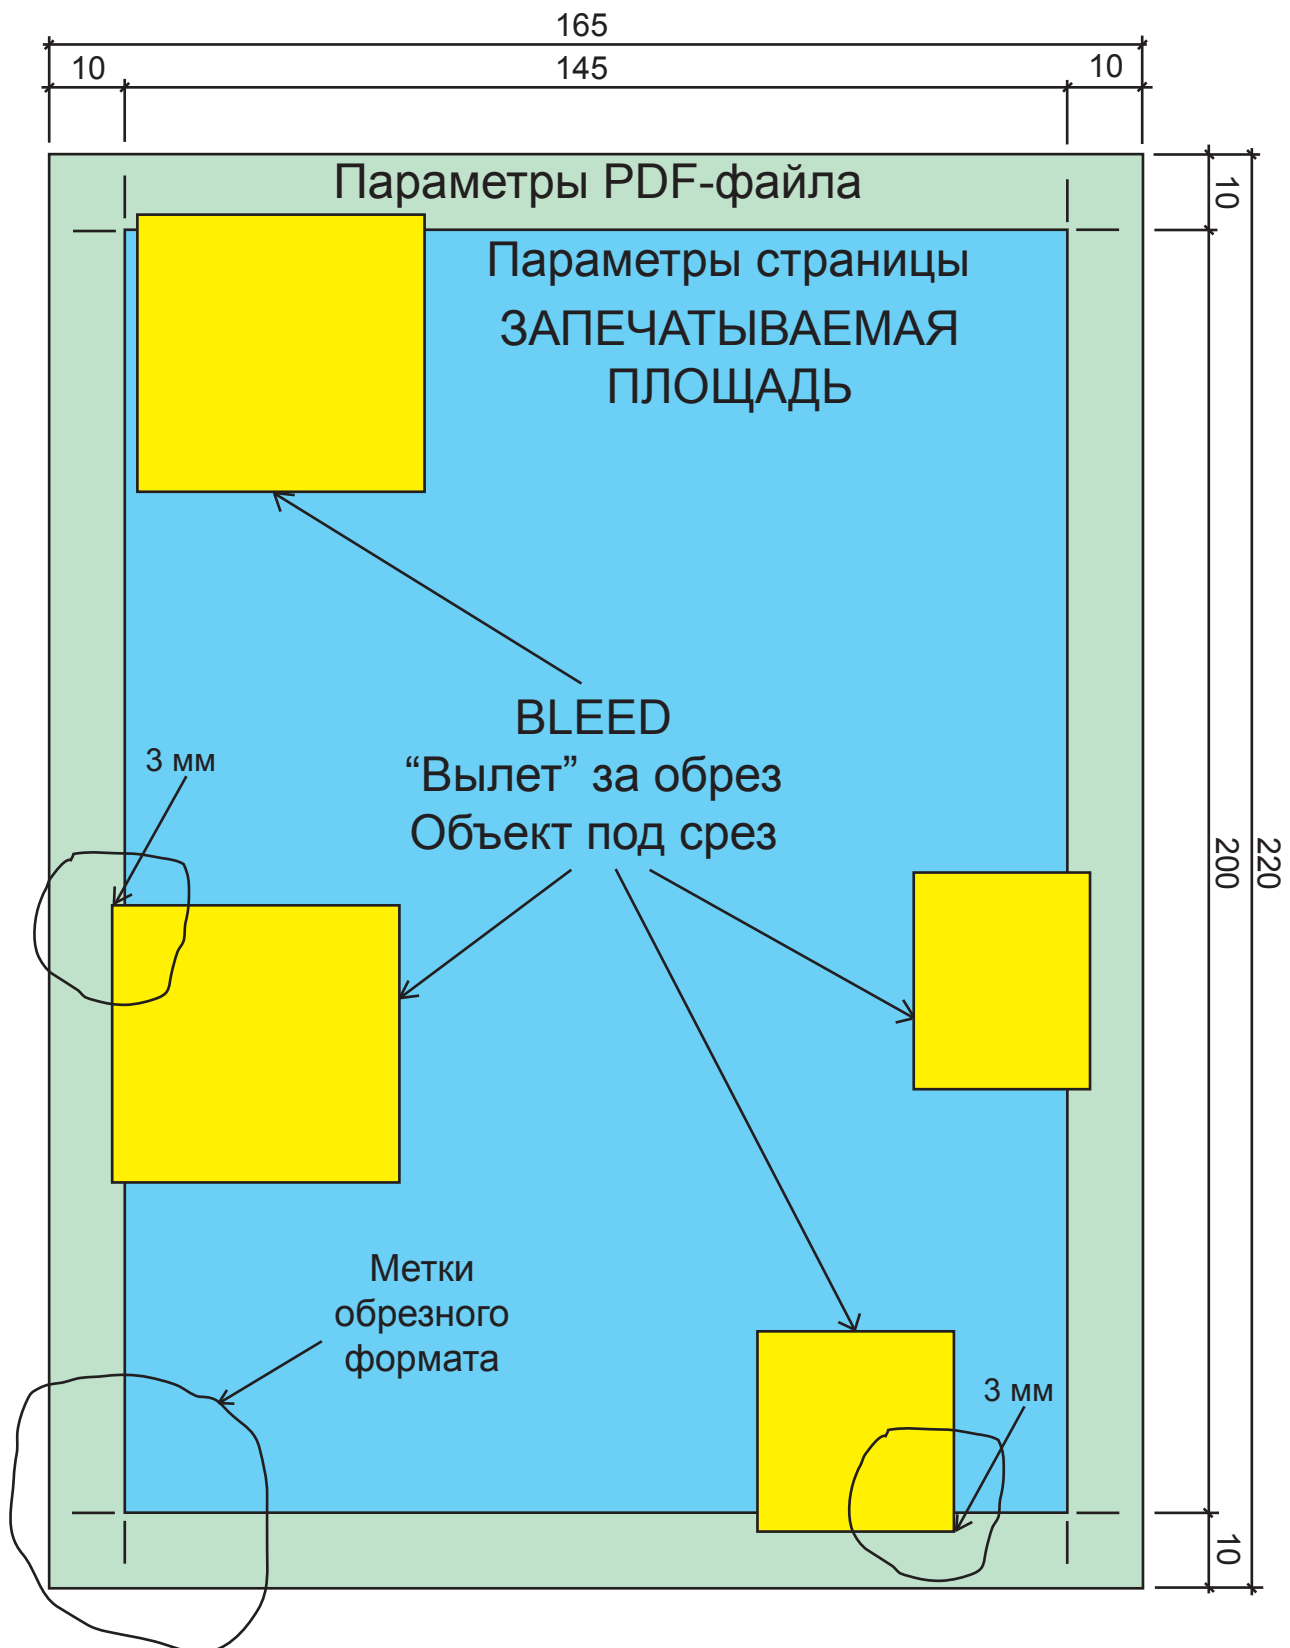 165
10
145
10
Параметры PDF-файла
10
Параметры страницы
ЗАПЕЧАТЫВАЕМАЯ
ПЛОЩАДЬ
BLEED
“Вылет” за обрез
Объект под срез
3 мм
200
220
Метки
обрезного
формата
3 мм
10